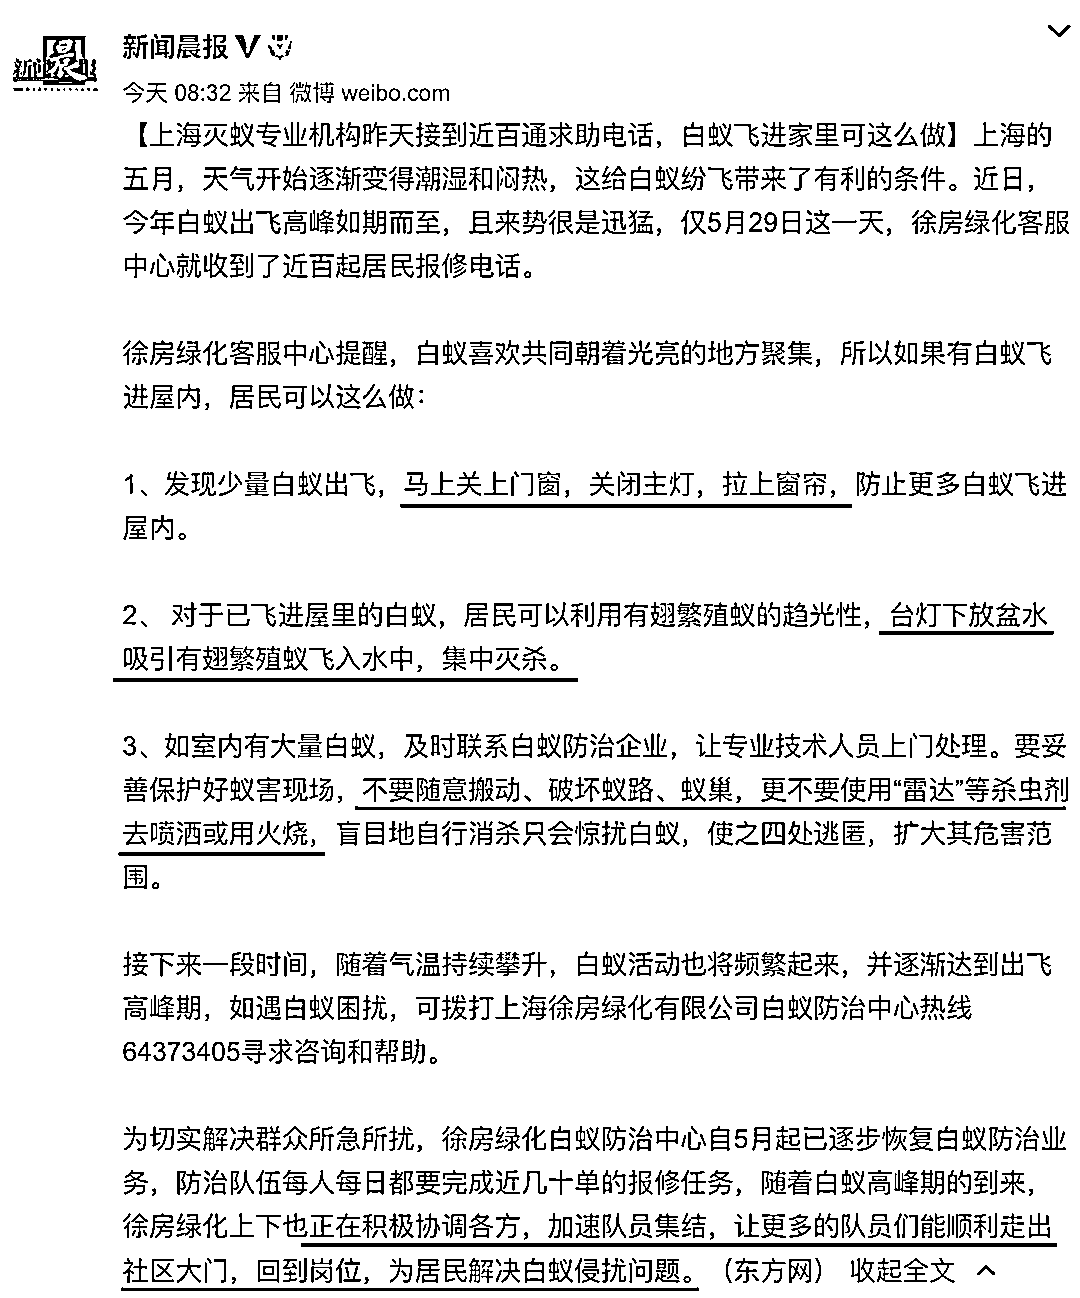 新闻晨报
新闻晨报 V
今天 08:32 来自 微博 weibo.com
【上海灭蚁专业机构昨天接到近百通求助电话，白蚁飞进家里可这么做】上海的
五月，天气开始逐渐变得潮湿和闷热，这给白蚁纷飞带来了有利的条件。近日，
今年白蚁出飞高峰如期而至，且来势很是迅猛，仅5月29日这一天，徐房绿化客服
中心就收到了近百起居民报修电话。
徐房绿化客服中心提醒，白蚁喜欢共同朝着光亮的地方聚集，所以如果有白蚁飞
进屋内，居民可以这么做：
1、发现少量白蚁出飞，马上关上门窗，关闭主灯，拉上窗帘，防止更多白蚁飞进
屋内。
2、 对于已飞进屋里的白蚁，居民可以利用有翅繁殖蚁的趋光性，台灯下放盆水
吸引有翅繁殖蚁飞入水中，集中灭杀。
3、如室内有大量白蚁，及时联系白蚁防治企业，让专业技术人员上门处理。要妥
善保护好蚁害现场，不要随意搬动、破坏蚁路、蚁巢，更不要使用“雷达”等杀虫剂
去喷洒或用火烧，盲目地自行消杀只会惊扰白蚁，使之四处逃匿，扩大其危害范
围。
接下来一段时间，随着气温持续攀升，白蚁活动也将频繁起来，并逐渐达到出飞
高峰期，如遇白蚁困扰，可拨打上海徐房绿化有限公司白蚁防治中心热线
64373405寻求咨询和帮助。
为切实解决群众所急所扰，徐房绿化白蚁防治中心自5月起已逐步恢复白蚁防治业
务，防治队伍每人每日都要完成近几十单的报修任务，随着白蚁高峰期的到来，
徐房绿化上下也正在积极协调各方，加速队员集结，让更多的队员们能顺利走出
社区大门，回到岗位，为居民解决白蚁侵扰问题。（东方网） 收起全文